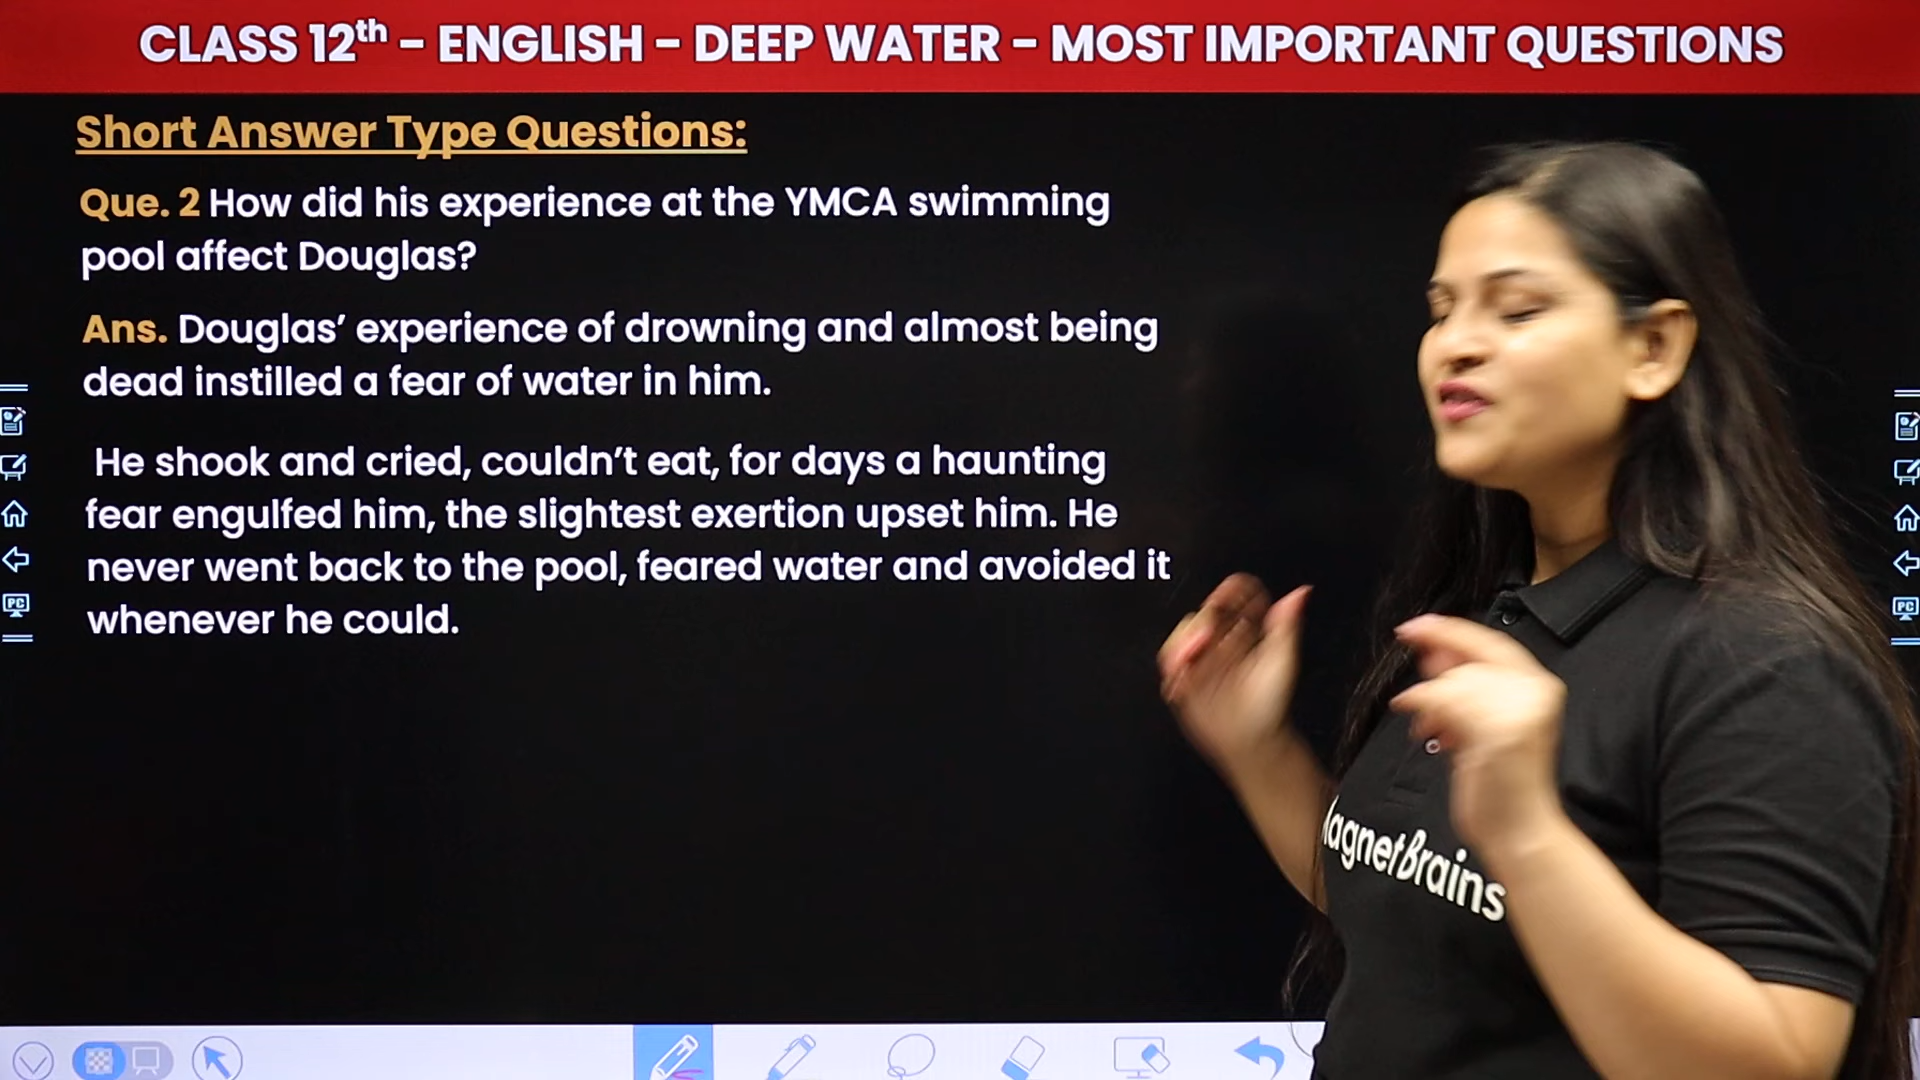 CLASS 12th – ENGLISH – DEEP WATER – MOST IMPORTANT QUESTIONS
Short Answer Type Questions:
Que. 2 How did his experience at the YMCA swimming
pool affect Douglas?
Ans. Douglas’ experience of drowning and almost being
dead instilled a fear of water in him.
He shook and cried, couldn’t eat, for days a haunting
fear engulfed him, the slightest exertion upset him. He
never went back to the pool, feared water and avoided it
whenever he could.
PC
PC
agnetBrains